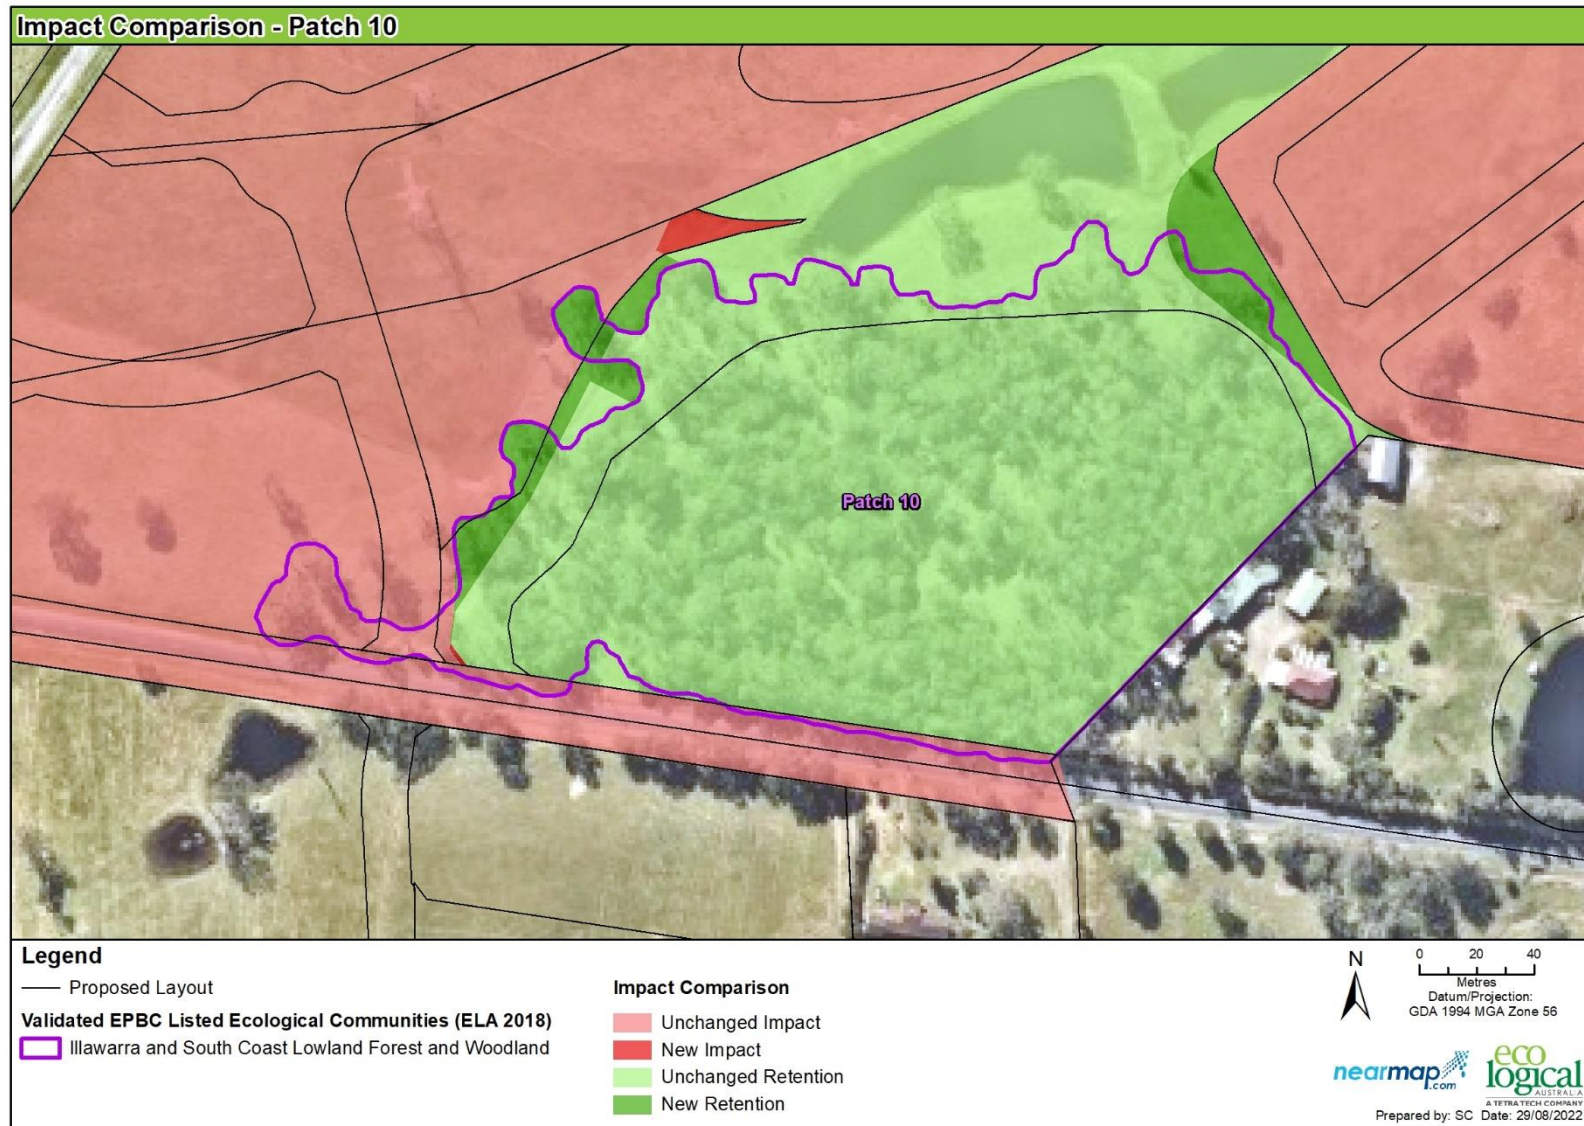 Impact Comparison - Patch 10
Patch 10
Legend
Proposed Layout
Validated EPBC Listed Ecological Communities (ELA 2018)
Illawarra and South Coast Lowland Forest and Woodland
Impact Comparison
Unchanged Impact
New Impact
Unchanged Retention
New Retention
N
0 20 40
Metres
Datum/Projection:
GDA 1994 MGA Zone 56
nearmap
.com
eco
logical
AUSTRALIA
A TETRA TECH COMPANY
Prepared by: SC Date: 29/08/2022